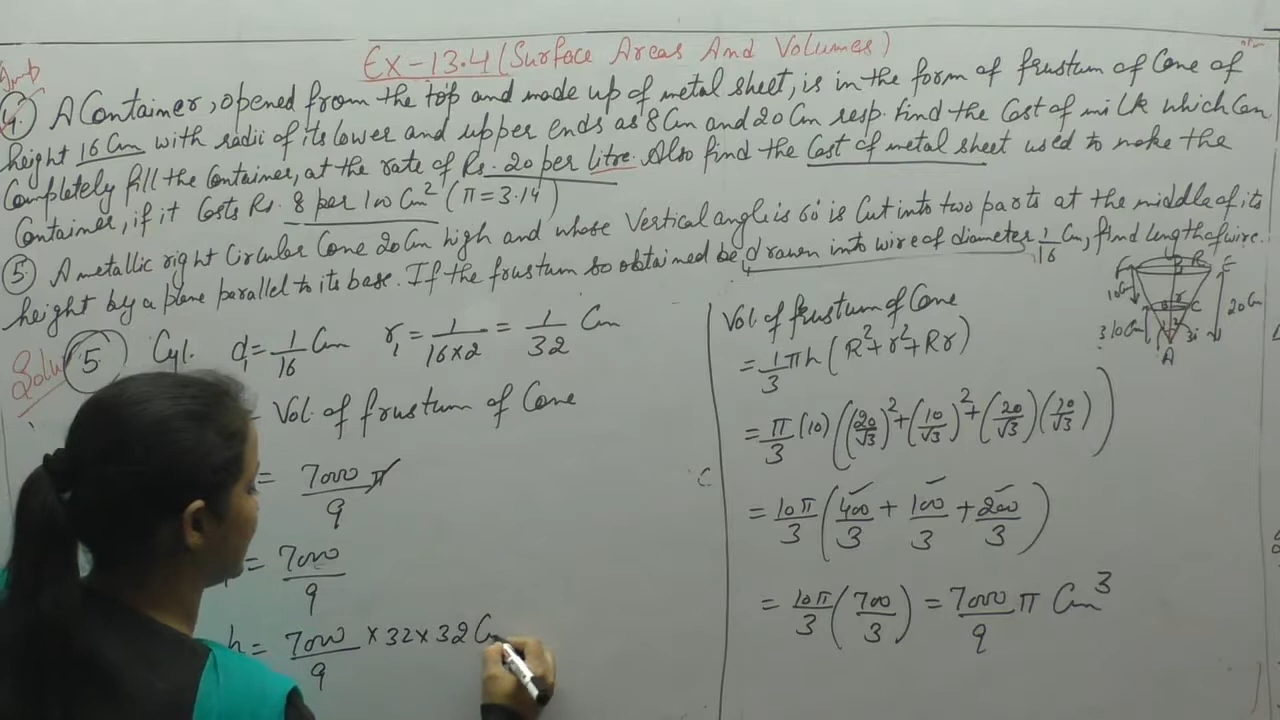 Ex-13.4 (Surface Areas And Volumes)
4. A Container, opened from the top and made up of metal sheet, is in the form of frustum of Cone of
height 16 Cm with radii of its lower and upper ends as 8 Cm and 20 Cm resp. Find the Cost of milk which Can
Completely fill the Container, at the rate of Rs. 20 per litre. Also find the Cost of metal sheet used to make the
Container, if it Costs Rs. 8 per 100 Cm² (π = 3.14)
5 A metallic right Circular Cone 20 Cm high and whose Vertical angle is 60° is Cut into two parts at the middle of its
height by a plane parallel to its base. If the frustum so obtained be drawn into wire of diameter 1/16 Cm, find length of wire.
Solu 5 Cyl. d₁ = 1/16 Cm r₁ = 1/(16×2) = 1/32 Cm
= Vol. of frustum of Cone
= 7000π/9
= 7000/9
h = 7000/9 × 32 × 32 C
Vol. of frustum of Cone
= 1/3 πh (R² + r² + Rr)
= π/3 (10) ((20/√3)² + (10/√3)² + (20/√3)(20/√3))
= 10π/3 (400/3 + 100/3 + 200/3)
= 10π/3 (700/3) = 7000/9 π Cm³
R
r
C
10Cm
20Cm
A